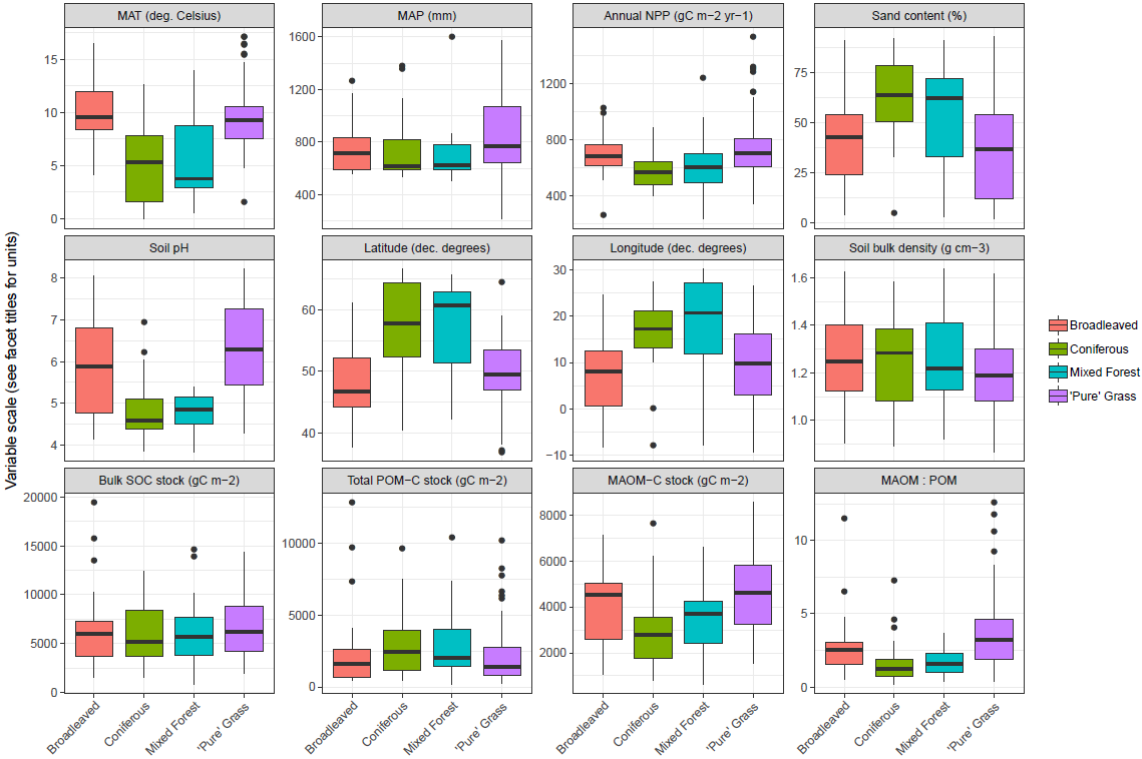 MAT (deg. Celsius)
MAP (mm)
Annual NPP (gC m−2 yr−1)
Sand content (%)
15
10
5
0
1600
1200
800
400
1200
800
400
75
50
25
0
Soil pH
Latitude (dec. degrees)
Longitude (dec. degrees)
Soil bulk density (g cm−3)
8
7
6
5
4
60
50
40
30
20
10
0
−10
1.6
1.4
1.2
1.0
Bulk SOC stock (gC m−2)
Total POM−C stock (gC m−2)
MAOM−C stock (gC m−2)
MAOM : POM
20000
15000
10000
5000
0
10000
5000
0
8000
6000
4000
2000
10
5
0
Broadleaved
Coniferous
Mixed Forest
'Pure' Grass
Broadleaved
Coniferous
Mixed Forest
'Pure' Grass
Broadleaved
Coniferous
Mixed Forest
'Pure' Grass
Broadleaved
Coniferous
Mixed Forest
'Pure' Grass
Variable scale (see facet titles for units)
Broadleaved
Coniferous
Mixed Forest
'Pure' Grass